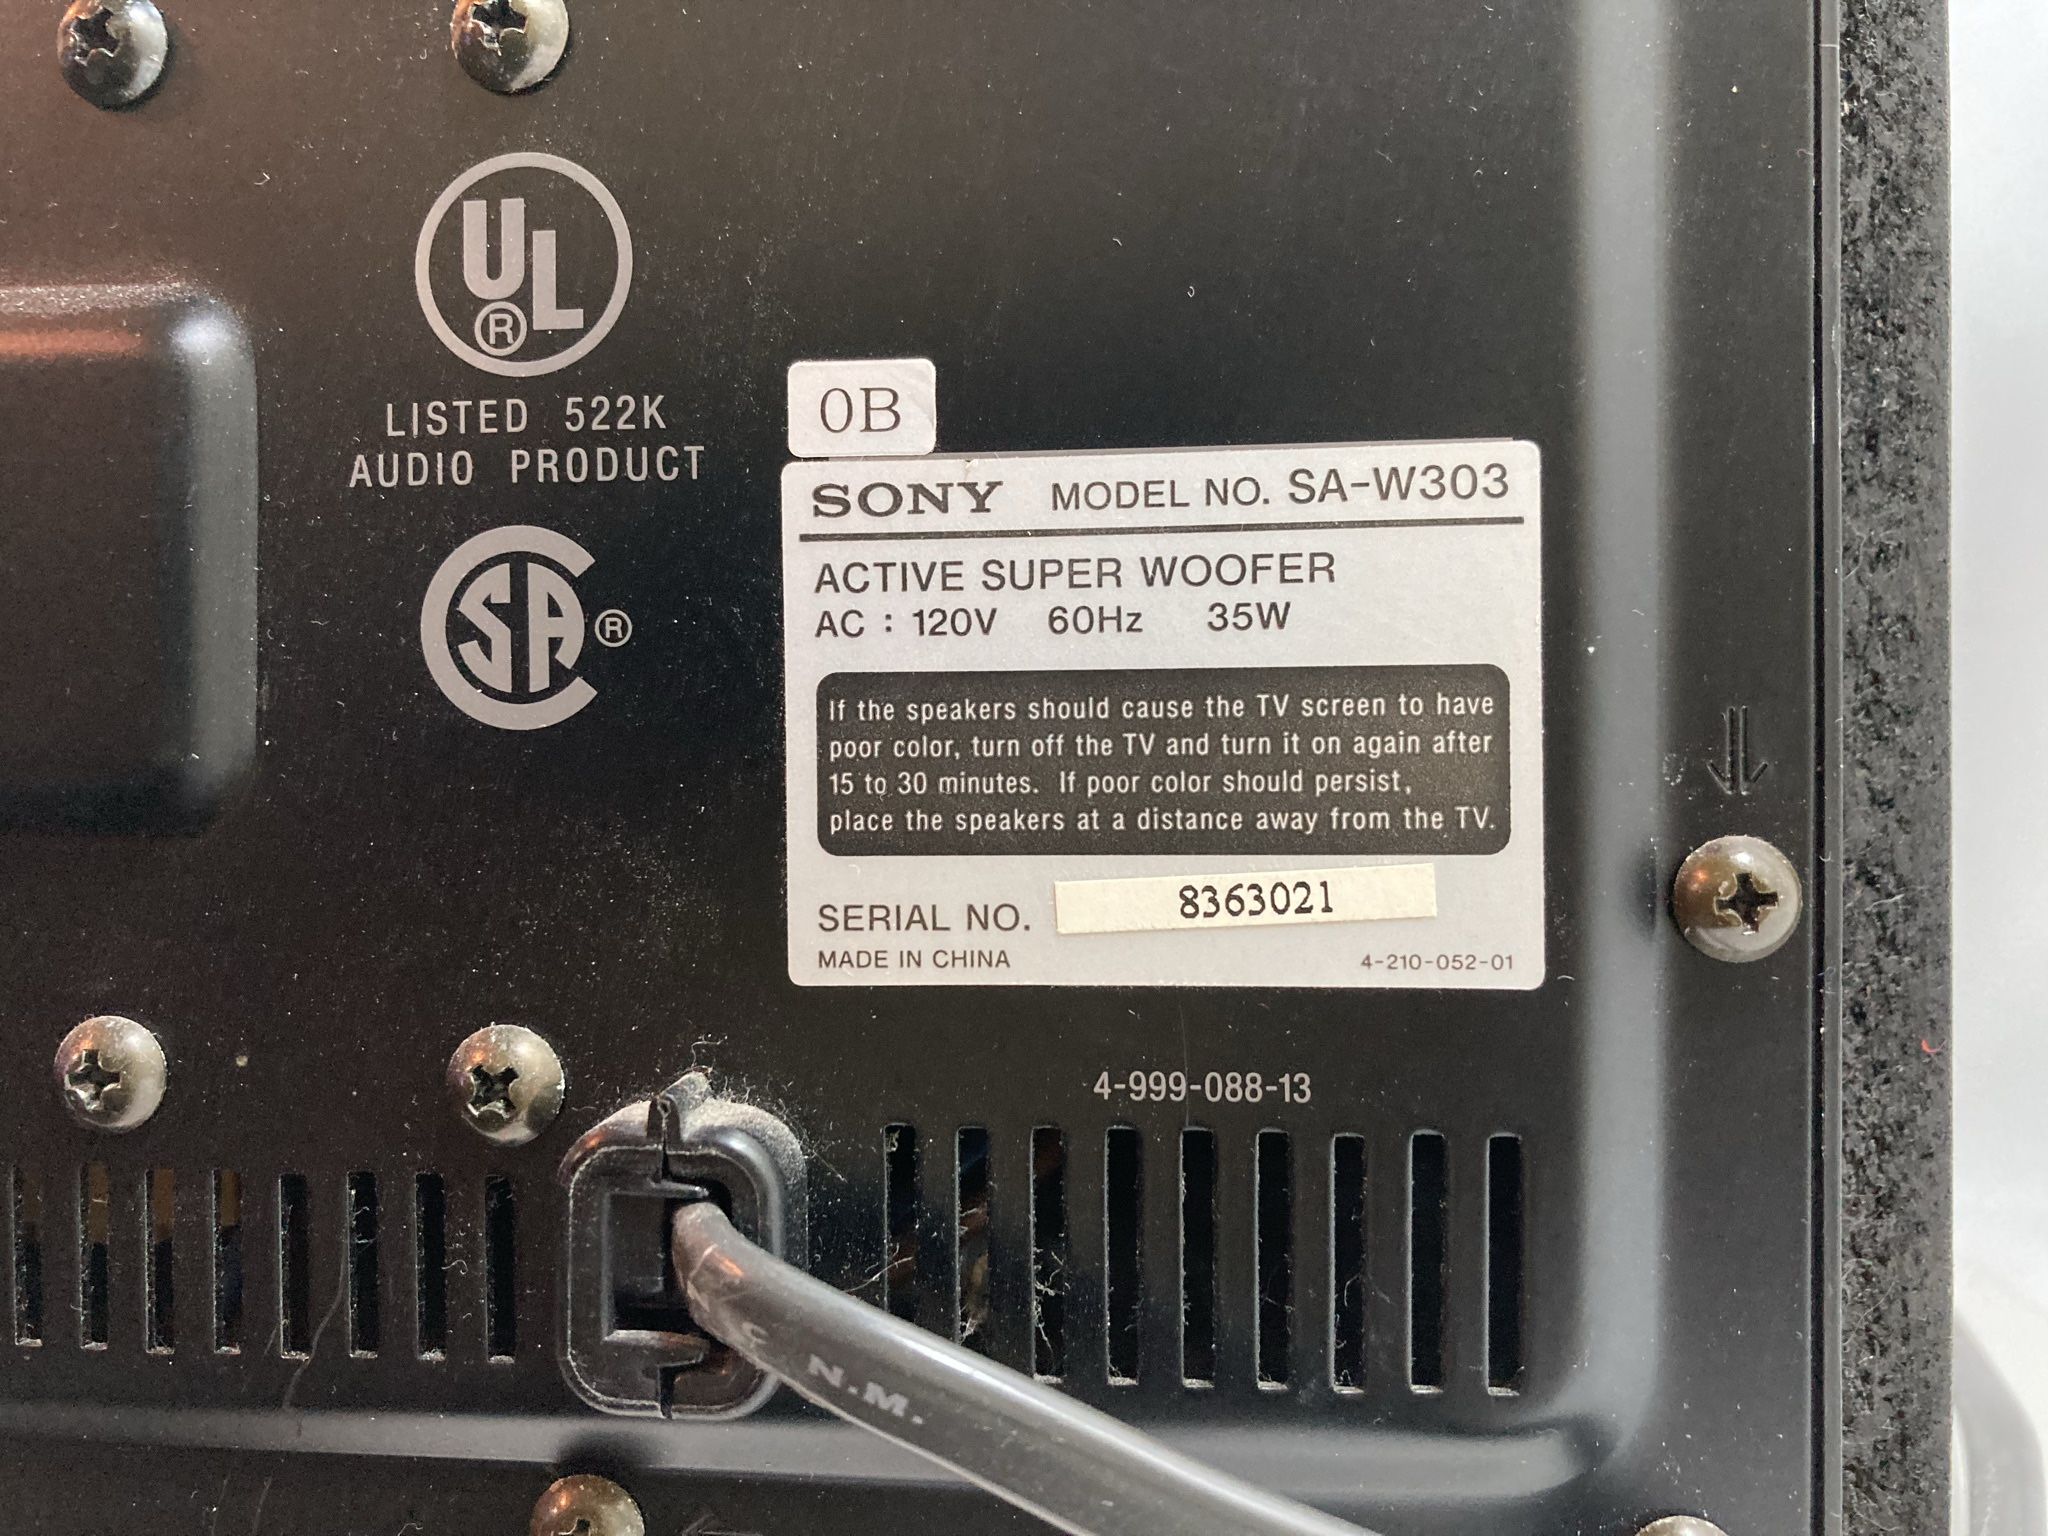 UL
®
LISTED 522K
AUDIO PRODUCT
CSA ®
0B
SONY MODEL NO. SA-W303
ACTIVE SUPER WOOFER
AC : 120V 60Hz 35W
If the speakers should cause the TV screen to have
poor color, turn off the TV and turn it on again after
15 to 30 minutes. If poor color should persist,
place the speakers at a distance away from the TV.
SERIAL NO. 8363021
MADE IN CHINA 4-210-052-01
4-999-088-13
N.M.